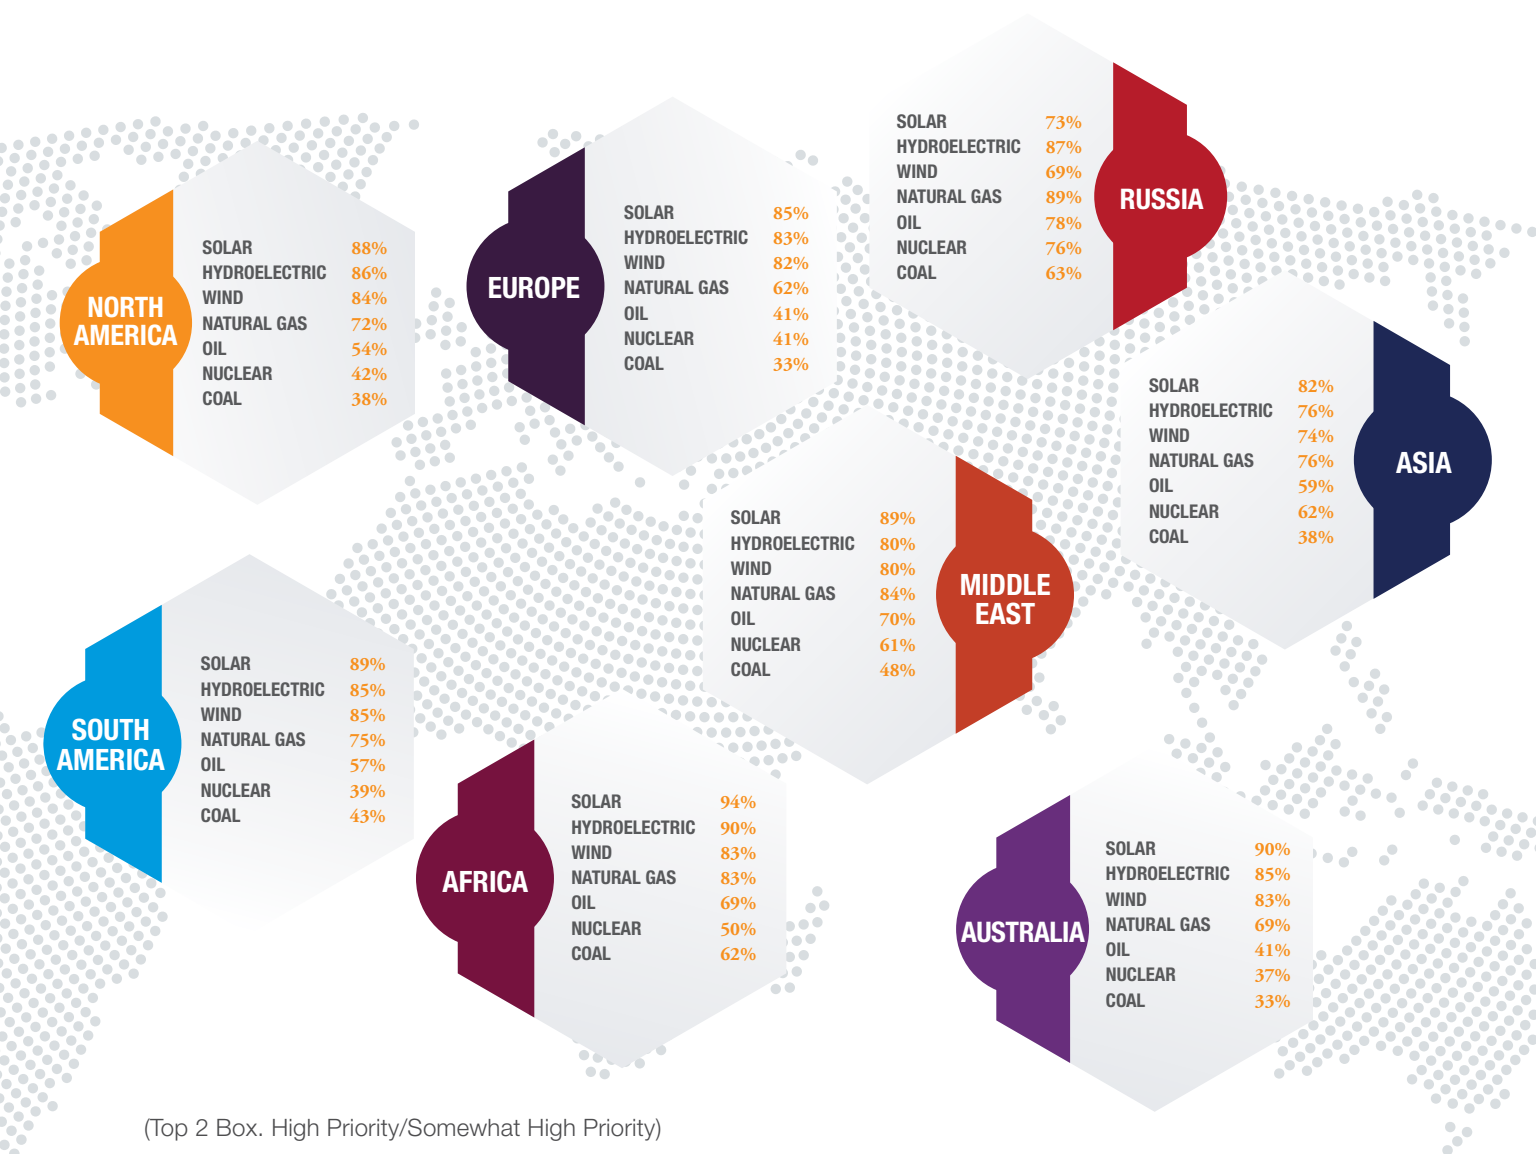 NORTH
AMERICA
SOLAR 88%
HYDROELECTRIC 86%
WIND 84%
NATURAL GAS 72%
OIL 54%
NUCLEAR 42%
COAL 38%
EUROPE
SOLAR 85%
HYDROELECTRIC 83%
WIND 82%
NATURAL GAS 62%
OIL 41%
NUCLEAR 41%
COAL 33%
RUSSIA
SOLAR 73%
HYDROELECTRIC 87%
WIND 69%
NATURAL GAS 89%
OIL 78%
NUCLEAR 76%
COAL 63%
ASIA
SOLAR 82%
HYDROELECTRIC 76%
WIND 74%
NATURAL GAS 76%
OIL 59%
NUCLEAR 62%
COAL 38%
MIDDLE
EAST
SOLAR 89%
HYDROELECTRIC 80%
WIND 80%
NATURAL GAS 84%
OIL 70%
NUCLEAR 61%
COAL 48%
SOUTH
AMERICA
SOLAR 89%
HYDROELECTRIC 85%
WIND 85%
NATURAL GAS 75%
OIL 57%
NUCLEAR 39%
COAL 43%
AFRICA
SOLAR 94%
HYDROELECTRIC 90%
WIND 83%
NATURAL GAS 83%
OIL 69%
NUCLEAR 50%
COAL 62%
AUSTRALIA
SOLAR 90%
HYDROELECTRIC 85%
WIND 83%
NATURAL GAS 69%
OIL 41%
NUCLEAR 37%
COAL 33%
(Top 2 Box. High Priority/Somewhat High Priority)